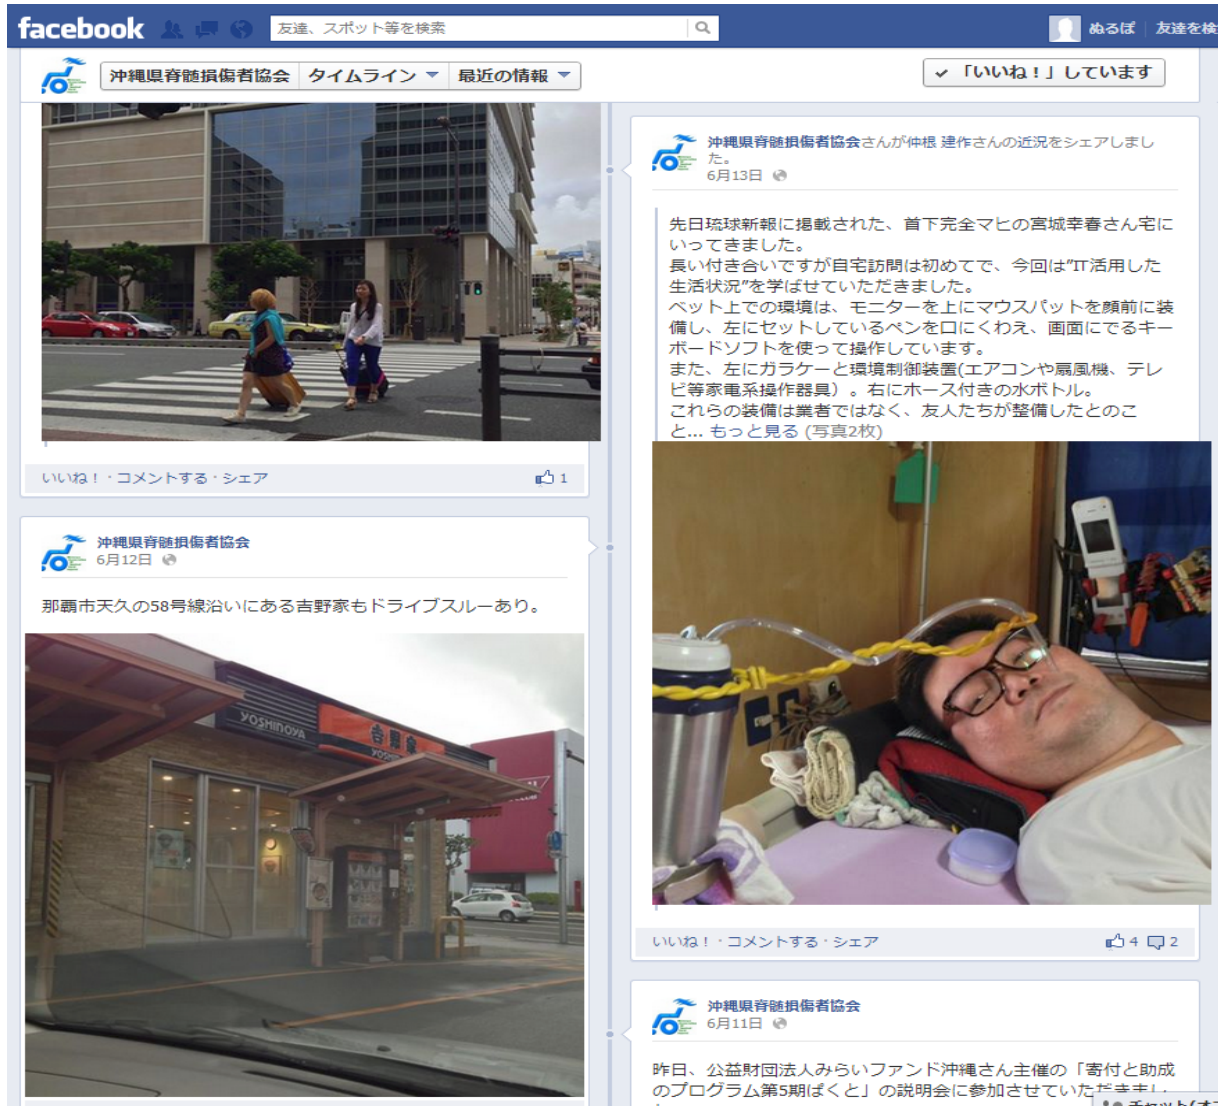 facebook
友達、スポット等を検索
ぬるぽ
友達を検
沖縄県脊髄損傷者協会
タイムライン
最近の情報
「いいね！」しています
いいね！・コメントする・シェア
1
沖縄県脊髄損傷者協会
6月12日
那覇市天久の58号線沿いにある吉野家もドライブスルーあり。
YOSHINOYA
吉野家
YOSHINOYA
沖縄県脊髄損傷者協会さんが仲根 建作さんの近況をシェアしまし
た。
6月13日
先日琉球新報に掲載された、首下完全マヒの宮城幸春さん宅に
いってきました。
長い付き合いですが自宅訪問は初めてで、今回は"IT活用した
生活状況"を学ばせていただきました。
ベット上での環境は、モニターを上にマウスパットを顔前に装
備し、左にセットしているペンを口にくわえ、画面にでるキー
ボードソフトを使って操作しています。
また、左にガラケーと環境制御装置(エアコンや扇風機、テレ
ビ等家電系操作器具）。右にホース付きの水ボトル。
これらの装備は業者ではなく、友人たちが整備したとのこ
と... もっと見る (写真2枚)
いいね！・コメントする・シェア
4
2
沖縄県脊髄損傷者協会
6月11日
昨日、公益財団法人みらいファンド沖縄さん主催の「寄付と助成
のプログラム第5期ぱくと」の説明会に参加させていただきまし
チャット(オフ